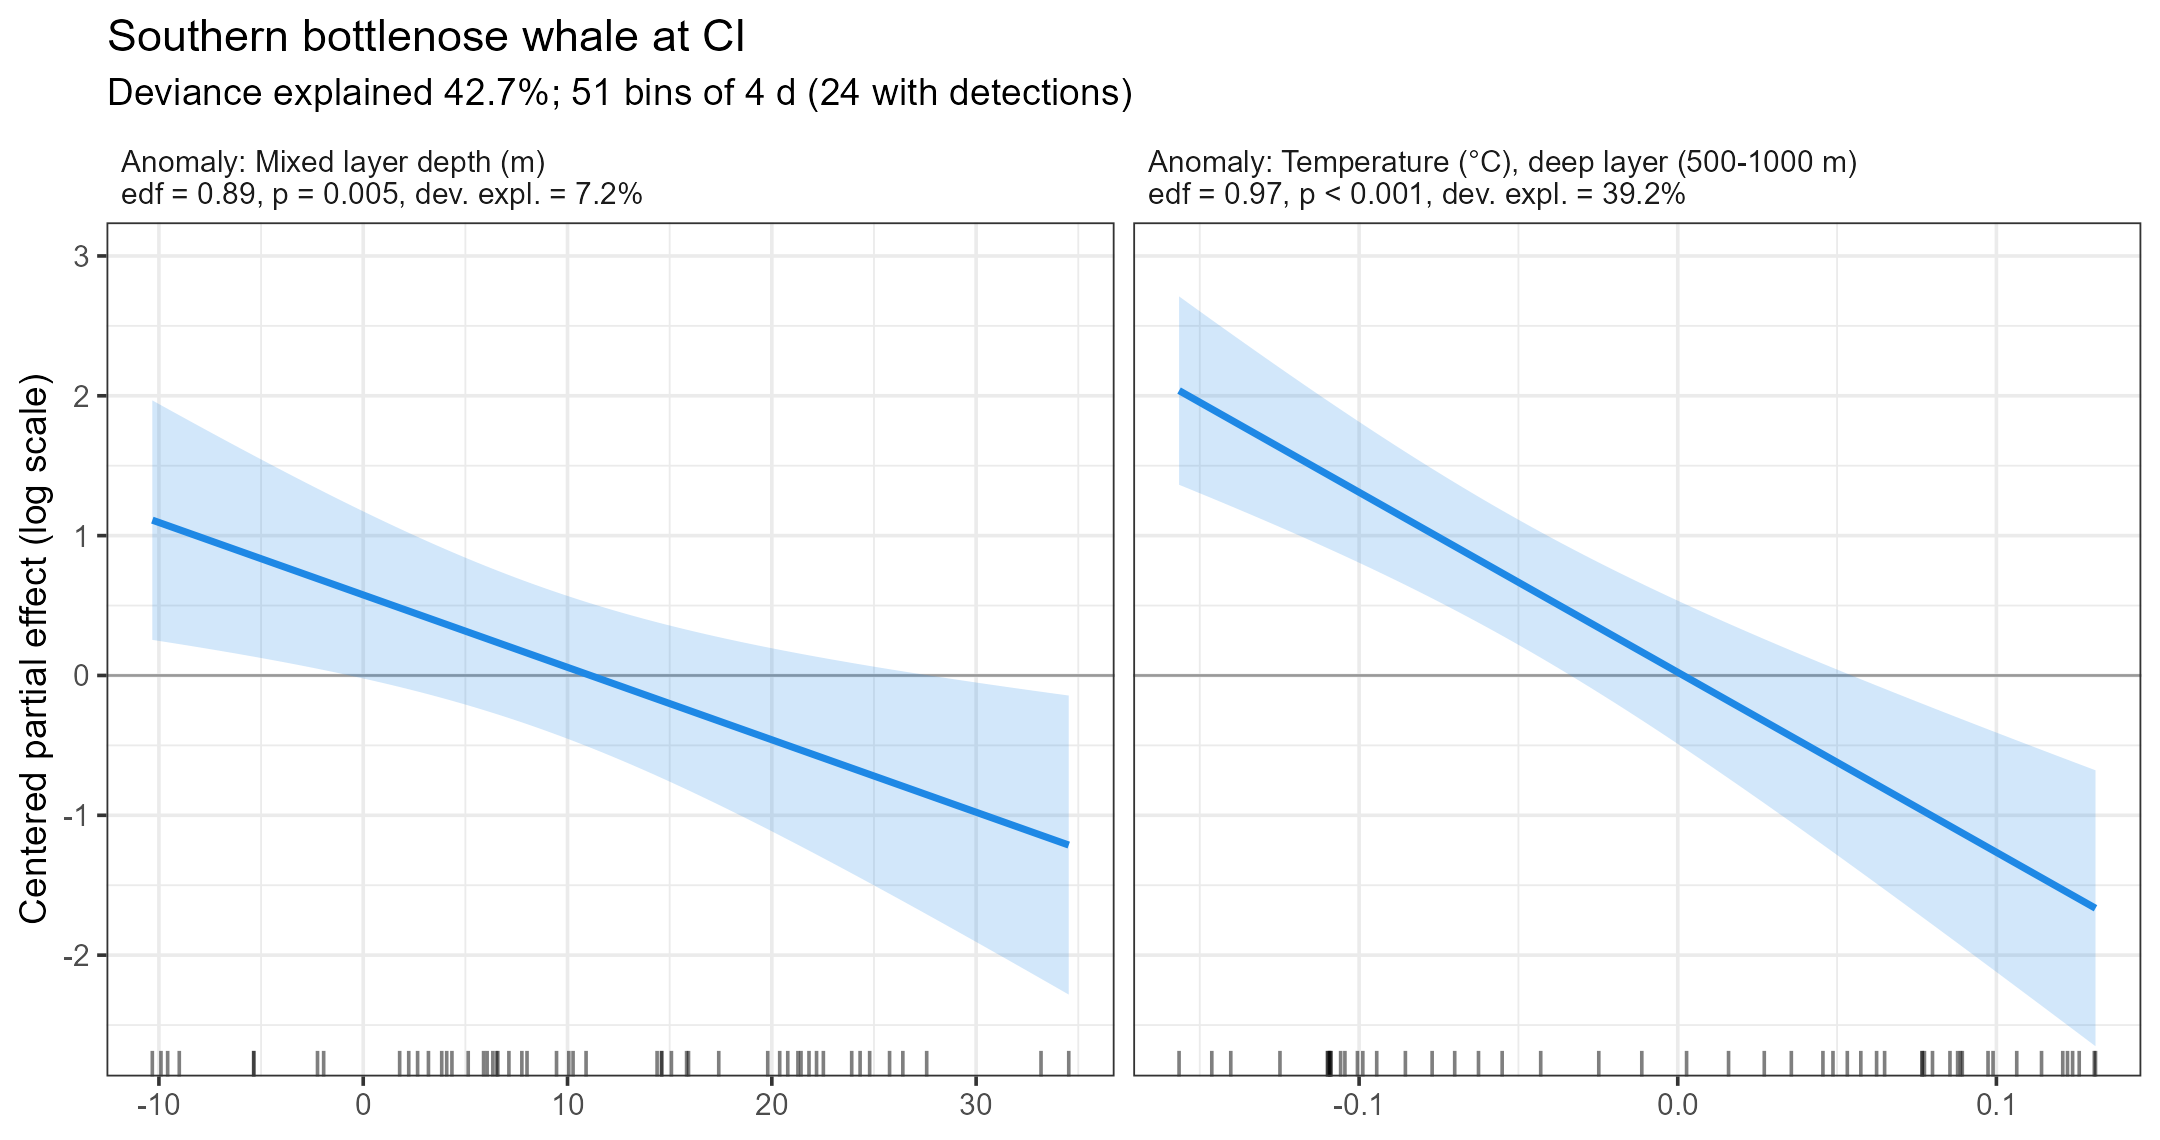 Southern bottlenose whale at CI
Deviance explained 42.7%; 51 bins of 4 d (24 with detections)
Anomaly: Mixed layer depth (m)
edf = 0.89, p = 0.005, dev. expl. = 7.2%
Anomaly: Temperature (°C), deep layer (500-1000 m)
edf = 0.97, p < 0.001, dev. expl. = 39.2%
Centered partial effect (log scale)
3
2
1
0
-1
-2
-10 0 10 20 30
-0.1 0.0 0.1